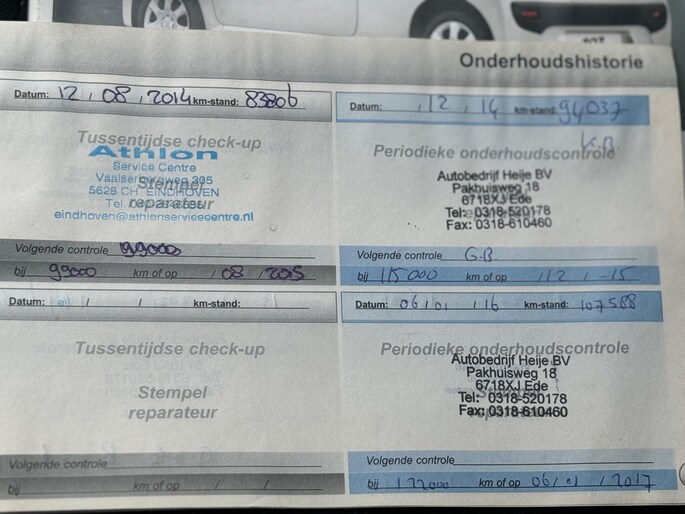 Onderhoudshistorie
Datum: 12 / 08 / 2014 km-stand: 83806
Tussentijdse check-up
Athlon
Service Centre
5628 CH EINDHOVEN
Stempel
reparateur
eindhoven@athlonservicecentre.nl
Volgende controle 99000
bij 99000 km of op / 08 / 2015
Datum: / 12 / 14 km-stand: 94037
K.B.
Periodieke onderhoudscontrole
Autobedrijf Heije BV
Pakhuisweg 18
6718XJ Ede
Tel: 0318-520178
Fax: 0318-610460
Volgende controle G.B
bij 115000 km of op / 12 / -15
Datum: / / km-stand:
Tussentijdse check-up
Stempel
reparateur
Volgende controle
bij km of op / /
Datum: 06 / 01 / 16 km-stand: 107588
Periodieke onderhoudscontrole
Autobedrijf Heije BV
Pakhuisweg 18
6718XJ Ede
Tel: 0318-520178
Fax: 0318-610460
Volgende controle
bij 122000 km of op 06 / 01 / 2017